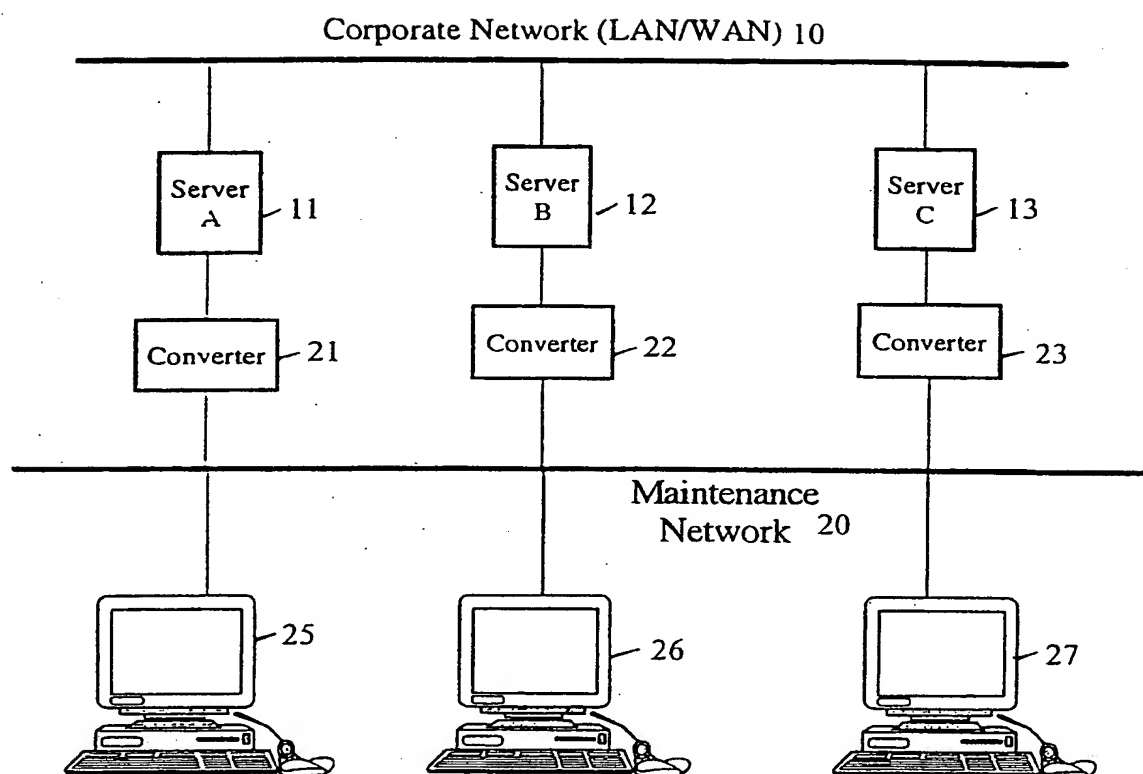 Corporate Network (LAN/WAN) 10
Server A 11
Server B 12
Server C 13
Converter 21
Converter 22
Converter 23
Maintenance
Network 20
25
26
27